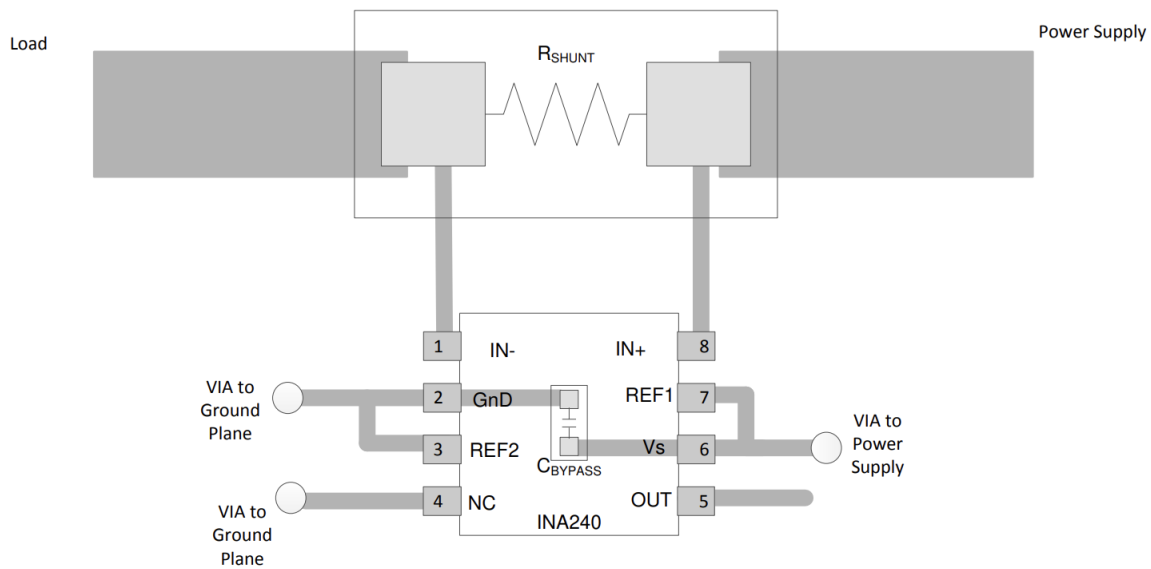 Load
Power Supply
RSHUNT
1
IN-
IN+
8
VIA to
Ground
Plane
2
GnD
REF1
7
3
REF2
Vs
6
VIA to
Power
Supply
CBYPASS
4
NC
OUT
5
VIA to
Ground
Plane
INA240